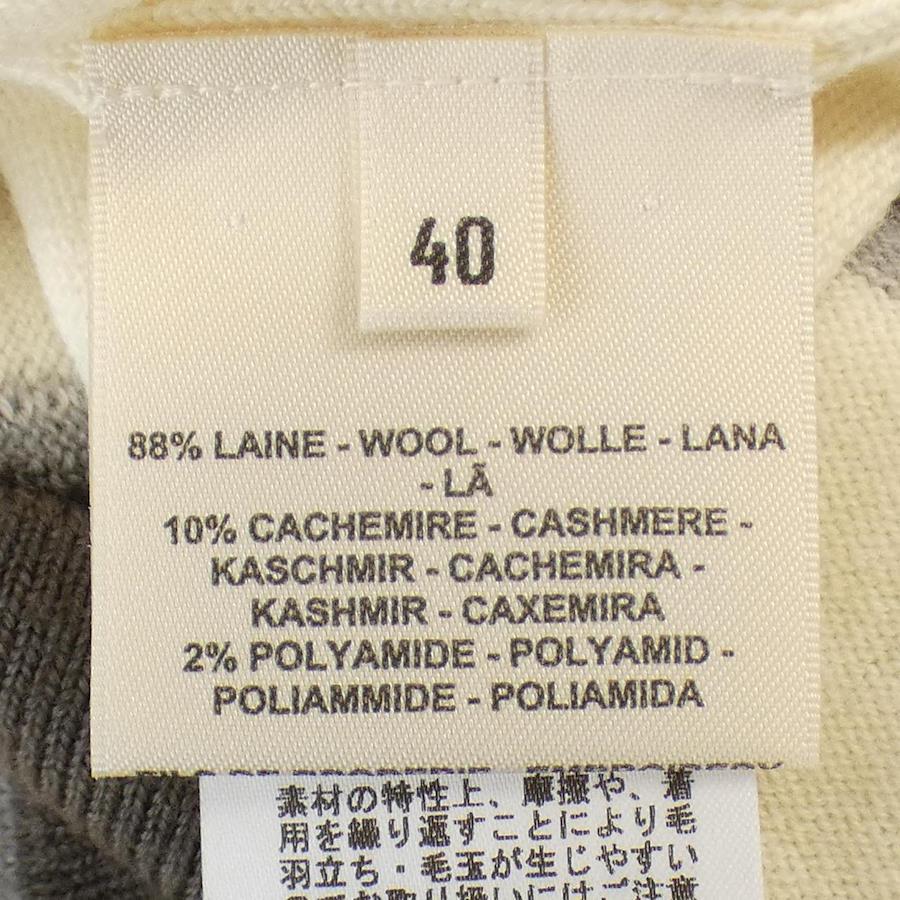 40
88% LAINE - WOOL - WOLLE - LANA
- LÃ
10% CACHEMIRE - CASHMERE -
KASCHMIR - CACHEMIRA -
KASHMIR - CAXEMIRA
2% POLYAMIDE - POLYAMID -
POLIAMMIDE - POLIAMIDA
素材の特性上、摩擦や、着
用を繰り返すことにより毛
羽立ち・毛玉が生じやすい